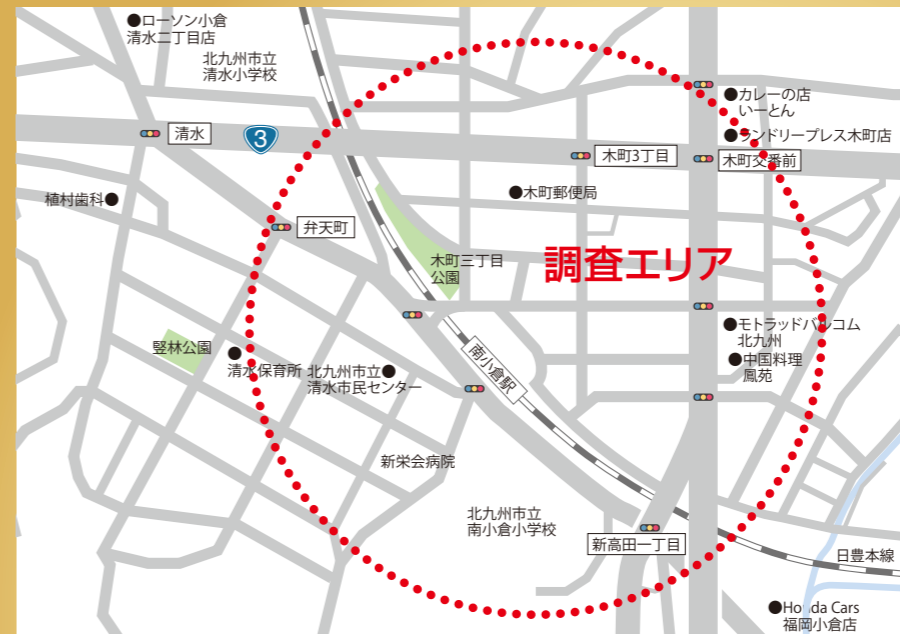 ●ローソン小倉
清水二丁目店
北九州市立
清水小学校
●カレーの店
いーとん
●ランドリープレス木町店
清水
3
木町3丁目
木町交番前
植村歯科●
●木町郵便局
弁天町
木町三丁目
公園
調査エリア
●モトラッドバルコム
北九州
●中国料理
鳳苑
竪林公園
●
清水保育所
北九州市立●
清水市民センター
南小倉駅
新栄会病院
北九州市立
南小倉小学校
新高田一丁目
日豊本線
●Honda Cars
福岡小倉店